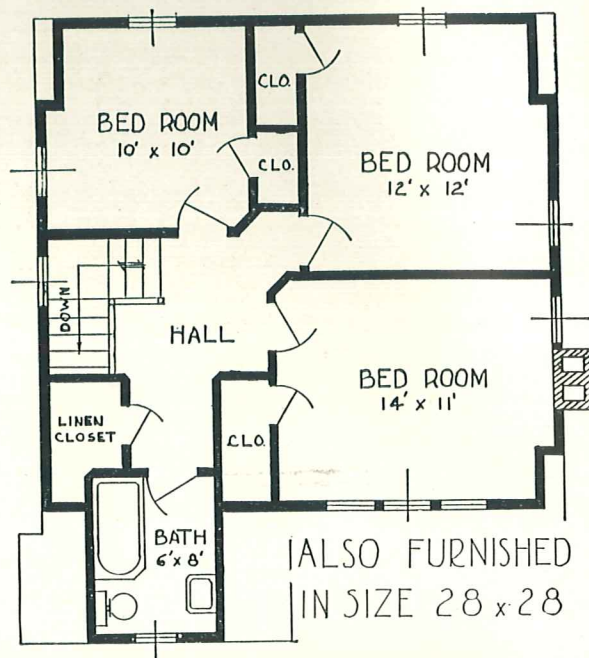 CLO.
BED ROOM
10' x 10'
CLO.
BED ROOM
12' x 12'
DOWN
HALL
BED ROOM
14' x 11'
LINEN
CLOSET
CLO.
BATH
6' x 8'
ALSO FURNISHED
IN SIZE 28 x 28